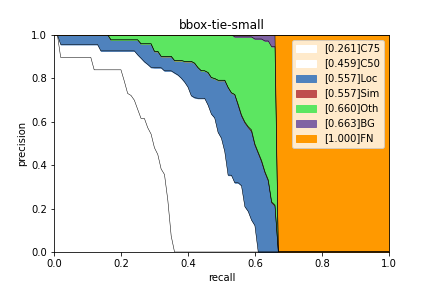 bbox-tie-small
1.0
0.8
0.6
0.4
0.2
0.0
precision
[0.261]C75
[0.459]C50
[0.557]Loc
[0.557]Sim
[0.660]Oth
[0.663]BG
[1.000]FN
0.0 0.2 0.4 0.6 0.8 1.0
recall